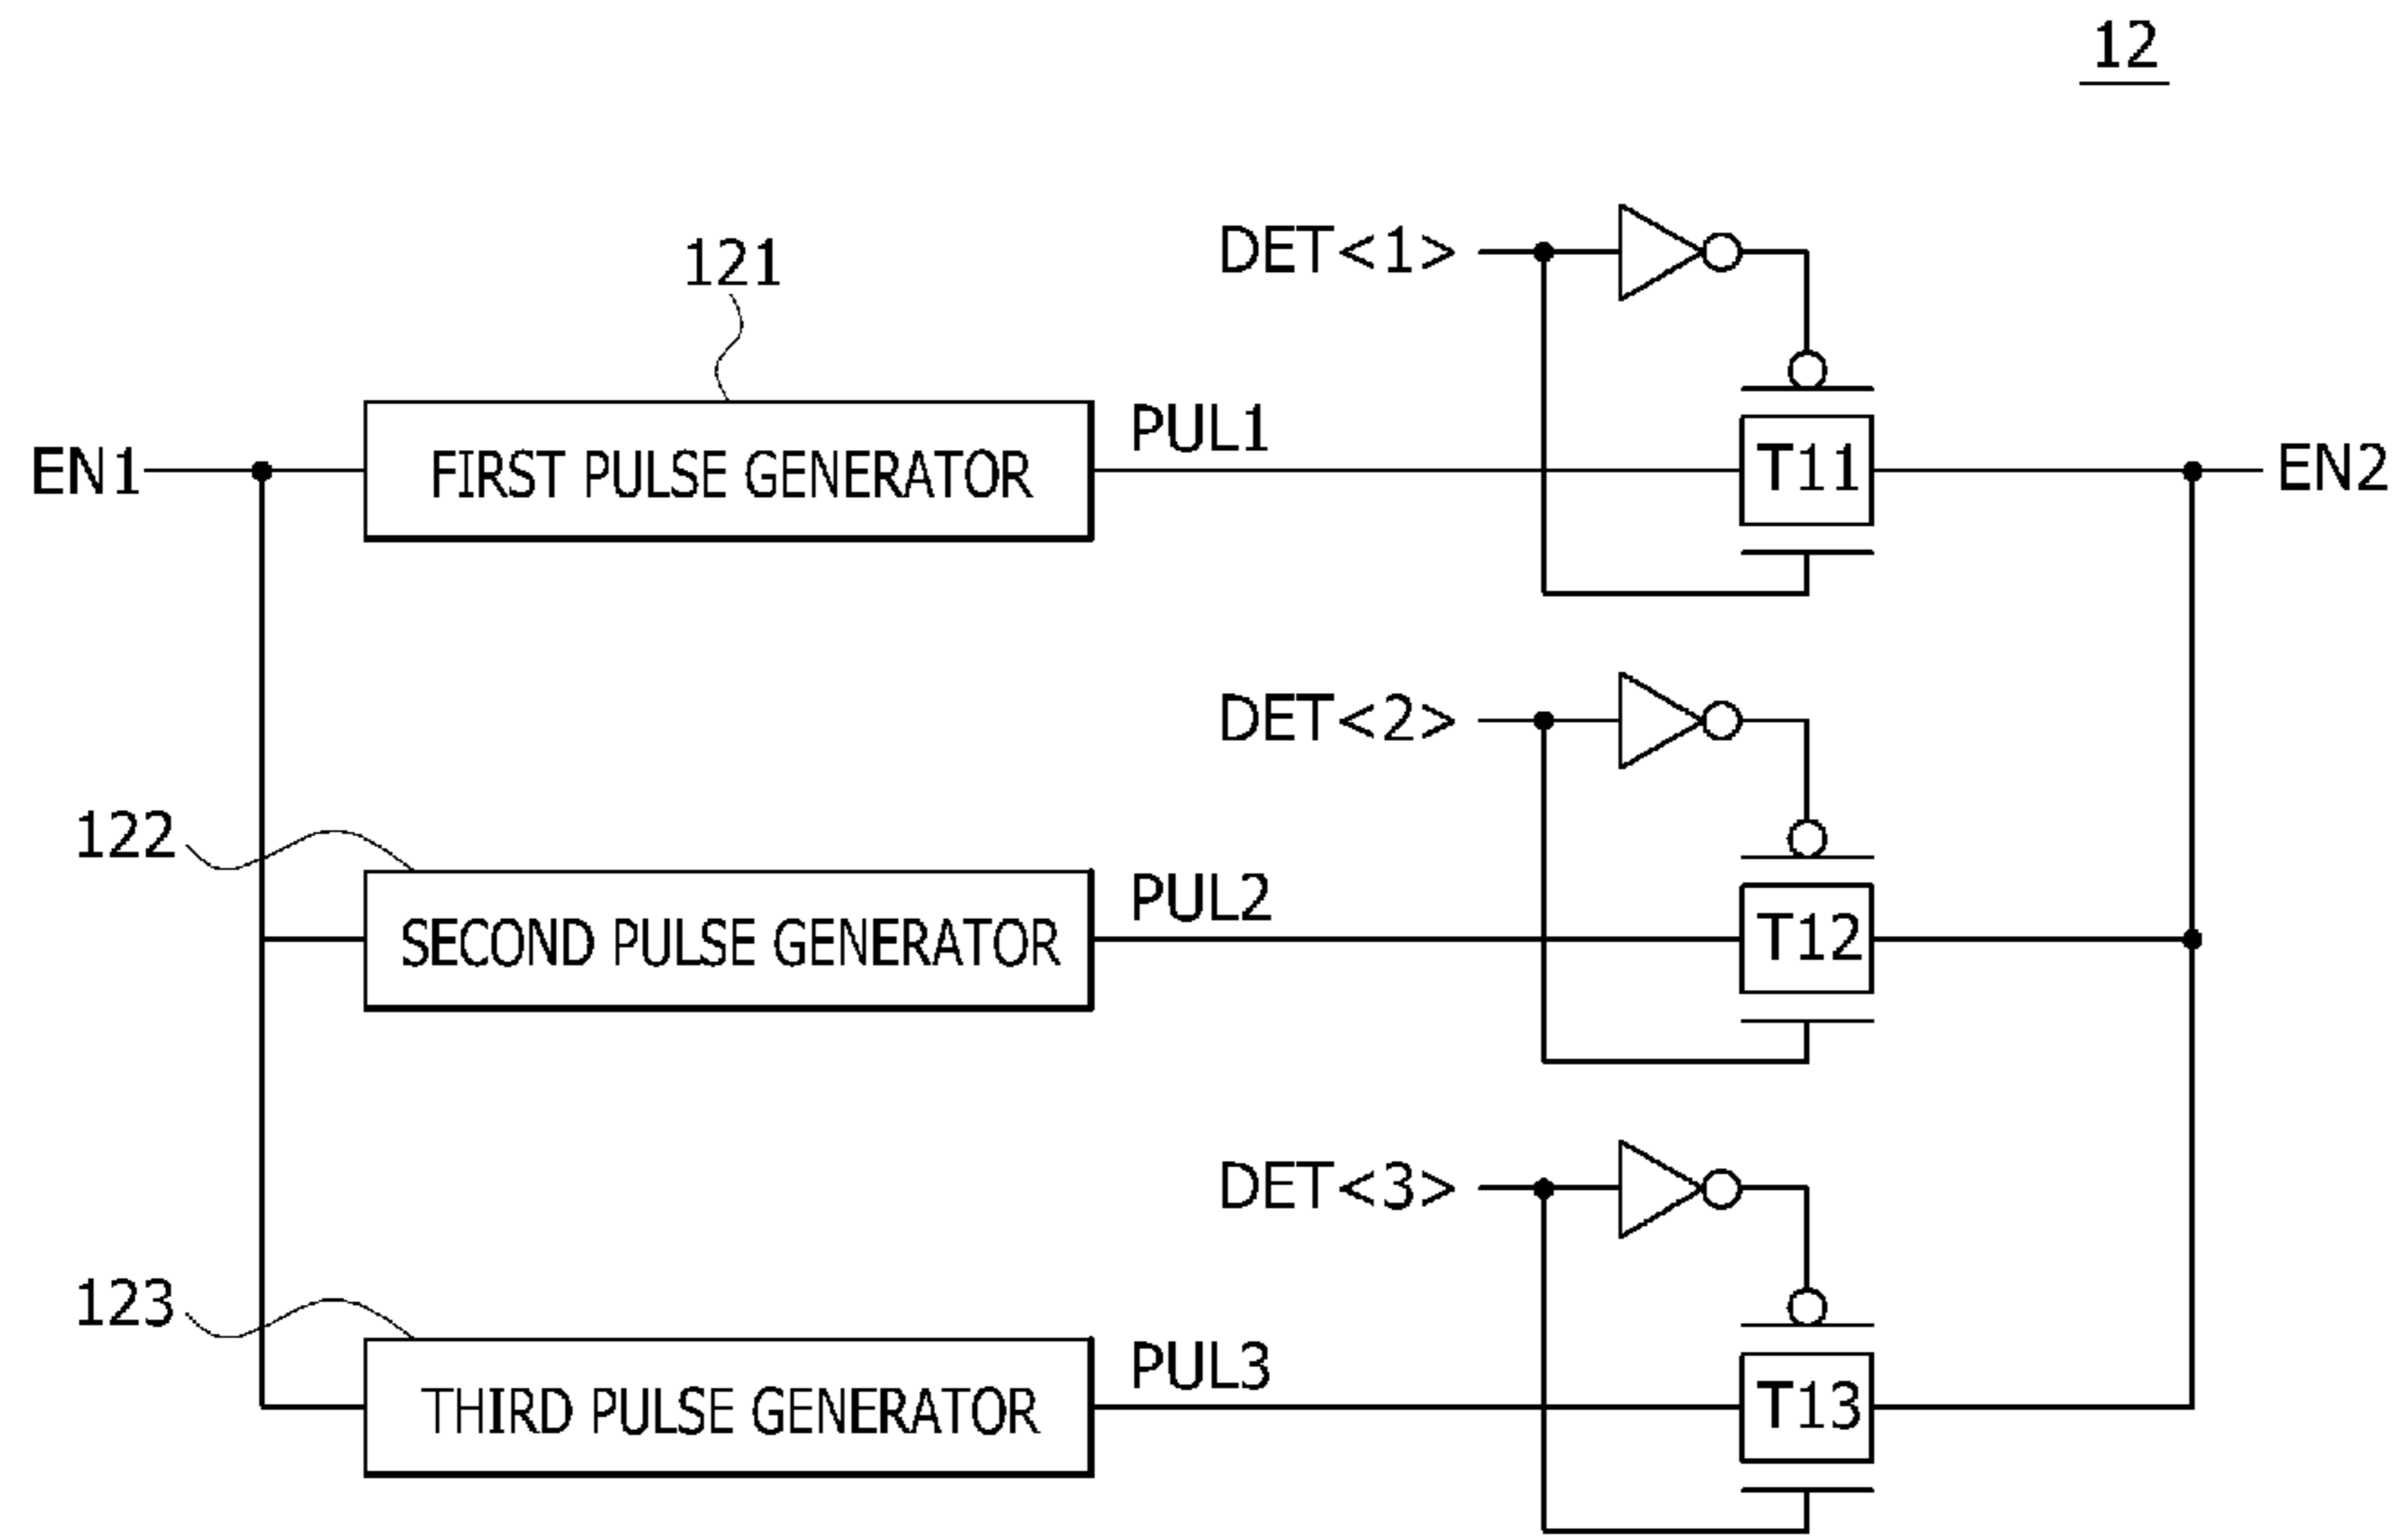 12
DET<1>
121
PUL1
EN1
FIRST PULSE GENERATOR
T11
EN2
DET<2>
122
PUL2
SECOND PULSE GENERATOR
T12
DET<3>
123
PUL3
THIRD PULSE GENERATOR
T13